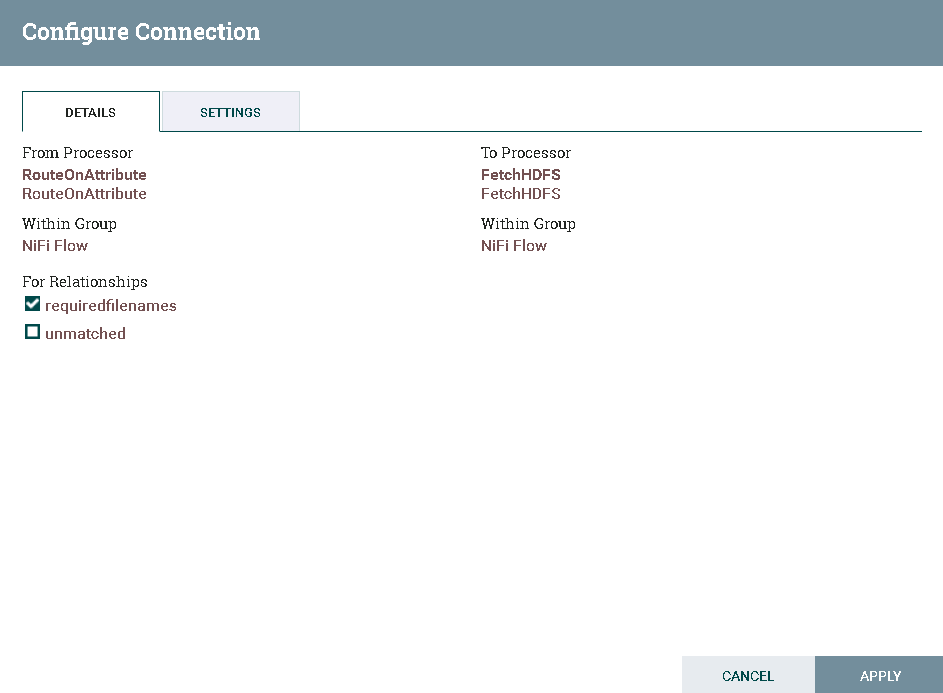 Configure Connection
DETAILS
SETTINGS
From Processor
RouteOnAttribute
RouteOnAttribute
Within Group
NiFi Flow
To Processor
FetchHDFS
FetchHDFS
Within Group
NiFi Flow
For Relationships
requiredfilenames
unmatched
CANCEL
APPLY